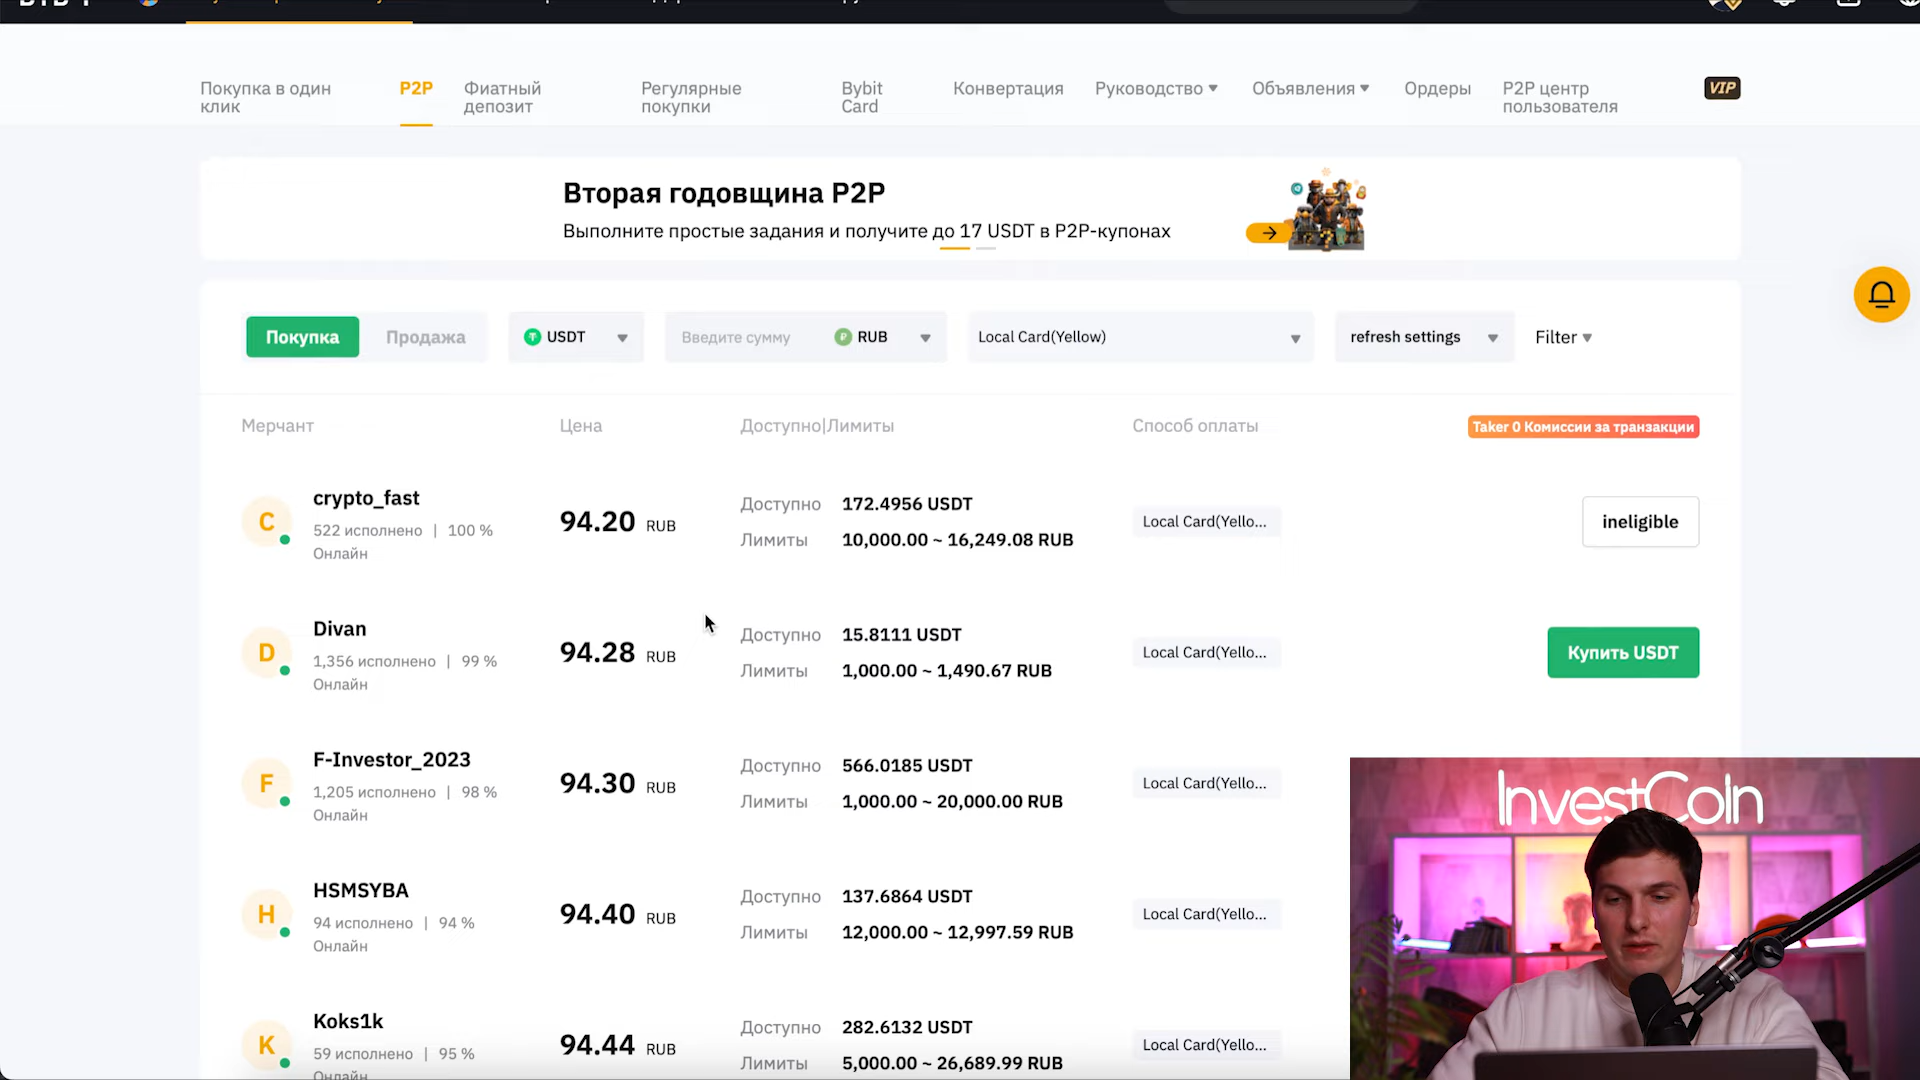 Покупка в один
клик
P2P
Фиатный
депозит
Регулярные
покупки
Bybit
Card
Конвертация
Руководство
Объявления
Ордеры
P2P центр
пользователя
VIP
Вторая годовщина P2P
Выполните простые задания и получите до 17 USDT в P2P-купонах
Покупка
Продажа
USDT
Введите сумму
RUB
Local Card(Yellow)
refresh settings
Filter
Мерчант
Цена
Доступно|Лимиты
Способ оплаты
Taker 0 Комиссии за транзакции
C
crypto_fast
522 исполнено | 100 %
Онлайн
94.20 RUB
Доступно 172.4956 USDT
Лимиты 10,000.00 ~ 16,249.08 RUB
Local Card(Yello...
ineligible
D
Divan
1,356 исполнено | 99 %
Онлайн
94.28 RUB
Доступно 15.8111 USDT
Лимиты 1,000.00 ~ 1,490.67 RUB
Local Card(Yello...
Купить USDT
F
F-Investor_2023
1,205 исполнено | 98 %
Онлайн
94.30 RUB
Доступно 566.0185 USDT
Лимиты 1,000.00 ~ 20,000.00 RUB
Local Card(Yello...
H
HSMSYBA
94 исполнено | 94 %
Онлайн
94.40 RUB
Доступно 137.6864 USDT
Лимиты 12,000.00 ~ 12,997.59 RUB
Local Card(Yello...
K
Koks1k
59 исполнено | 95 %
Онлайн
94.44 RUB
Доступно 282.6132 USDT
Лимиты 5,000.00 ~ 26,689.99 RUB
Local Card(Yello...
InvestCoin